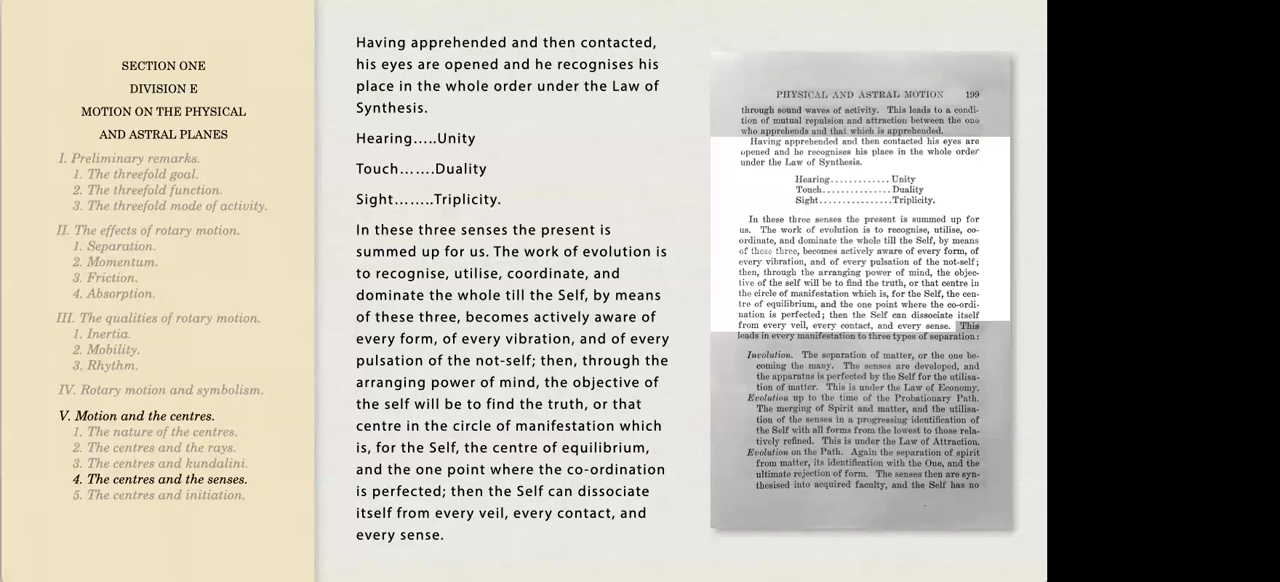 SECTION ONE
DIVISION E
MOTION ON THE PHYSICAL
AND ASTRAL PLANES
I. Preliminary remarks.
1. The threefold goal.
2. The threefold function.
3. The threefold mode of activity.
II. The effects of rotary motion.
1. Separation.
2. Momentum.
3. Friction.
4. Absorption.
III. The qualities of rotary motion.
1. Inertia.
2. Mobility.
3. Rhythm.
IV. Rotary motion and symbolism.
V. Motion and the centres.
1. The nature of the centres.
2. The centres and the rays.
3. The centres and kundalini.
4. The centres and the senses.
5. The centres and initiation.
Having apprehended and then contacted,
his eyes are opened and he recognises his
place in the whole order under the Law of
Synthesis.
Hearing.....Unity
Touch.......Duality
Sight........Triplicity.
In these three senses the present is
summed up for us. The work of evolution is
to recognise, utilise, coordinate, and
dominate the whole till the Self, by means
of these three, becomes actively aware of
every form, of every vibration, and of every
pulsation of the not-self; then, through the
arranging power of mind, the objective of
the self will be to find the truth, or that
centre in the circle of manifestation which
is, for the Self, the centre of equilibrium,
and the one point where the co-ordination
is perfected; then the Self can dissociate
itself from every veil, every contact, and
every sense.
PHYSICAL AND ASTRAL MOTION 199
through sound waves of activity. This leads to a condi-
tion of mutual repulsion and attraction between the one
who apprehends and that which is apprehended.
Having apprehended and then contacted his eyes are
opened and he recognises his place in the whole order
under the Law of Synthesis.
Hearing............Unity
Touch..............Duality
Sight...............Triplicity.
In these three senses the present is summed up for
us. The work of evolution is to recognise, utilise, co-
ordinate, and dominate the whole till the Self, by means
of these three, becomes actively aware of every form, of
every vibration, and of every pulsation of the not-self;
then, through the arranging power of mind, the objec-
tive of the self will be to find the truth, or that centre in
the circle of manifestation which is, for the Self, the cen-
tre of equilibrium, and the one point where the co-ordi-
nation is perfected; then the Self can dissociate itself
from every veil, every contact, and every sense. This
leads in every manifestation to three types of separation:
Involution. The separation of matter, or the one be-
coming the many. The senses are developed, and
the apparatus is perfected by the Self for the utilisa-
tion of matter. This is under the Law of Economy.
Evolution up to the time of the Probationary Path.
The merging of Spirit and matter, and the utilisa-
tion of the senses in a progressing identification of
the Self with all forms from the lowest to those rela-
tively refined. This is under the Law of Attraction.
Evolution on the Path. Again the separation of spirit
from matter, its identification with the One, and the
ultimate rejection of form. The senses then are syn-
thesised into acquired faculty, and the Self has no